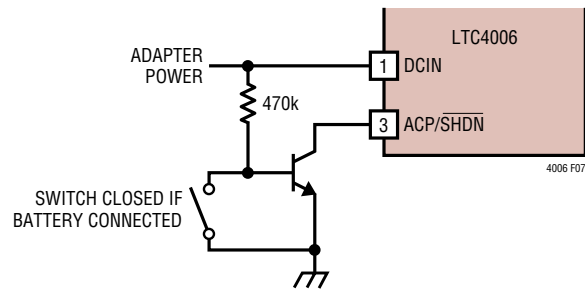 LTC4006
ADAPTER
POWER
1
DCIN
470k
3
ACP/SHDN
4006 F07
SWITCH CLOSED IF
BATTERY CONNECTED